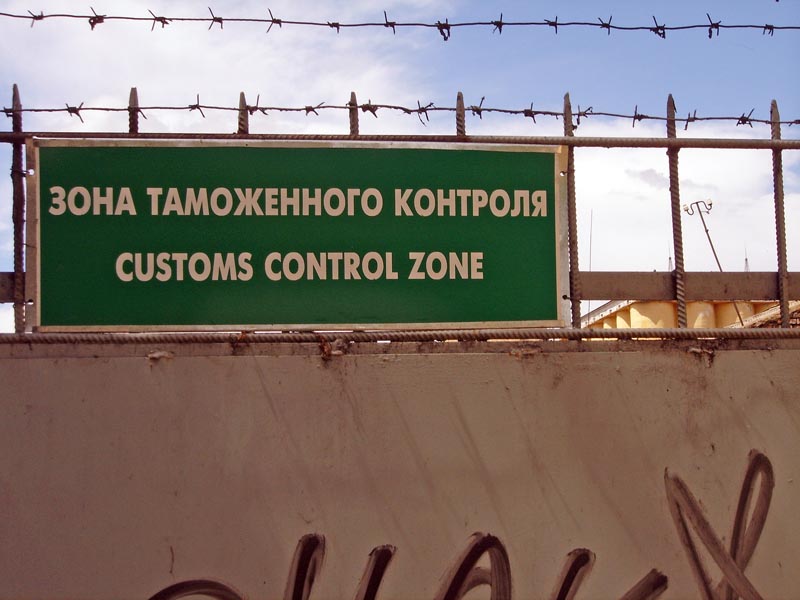 ЗОНА ТАМОЖЕННОГО КОНТРОЛЯ
CUSTOMS CONTROL ZONE